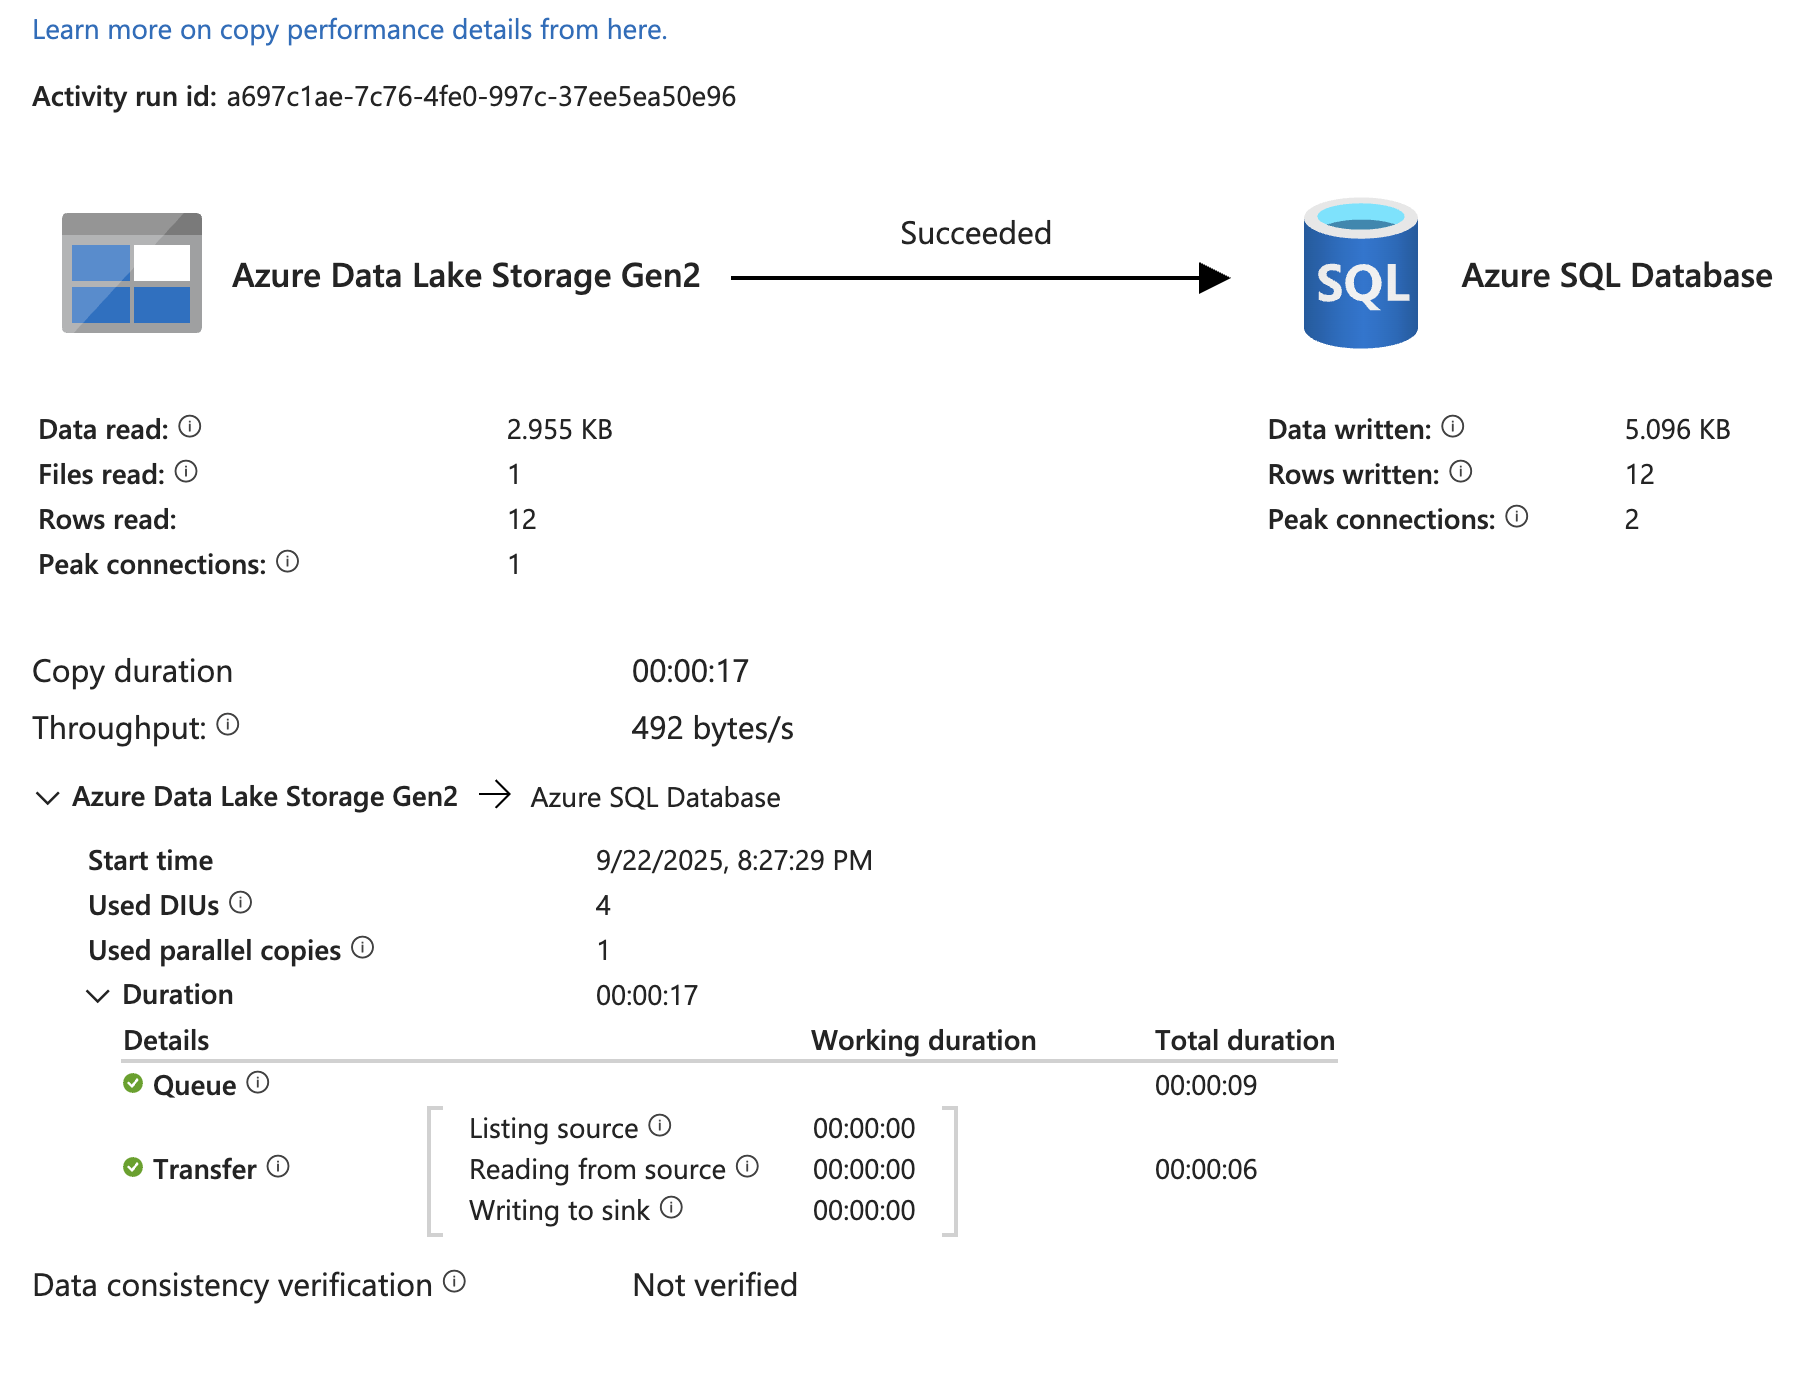 Learn more on copy performance details from here.
Activity run id: a697c1ae-7c76-4fe0-997c-37ee5ea50e96
Succeeded
Azure Data Lake Storage Gen2
SQL
Azure SQL Database
Data read: 2.955 KB
Files read: 1
Rows read: 12
Peak connections: 1
Data written: 5.096 KB
Rows written: 12
Peak connections: 2
Copy duration 00:00:17
Throughput: 492 bytes/s
Azure Data Lake Storage Gen2 → Azure SQL Database
Start time 9/22/2025, 8:27:29 PM
Used DIUs 4
Used parallel copies 1
Duration 00:00:17
Details Working duration Total duration
Queue 00:00:09
Listing source 00:00:00
Transfer Reading from source 00:00:00 00:00:06
Writing to sink 00:00:00
Data consistency verification Not verified